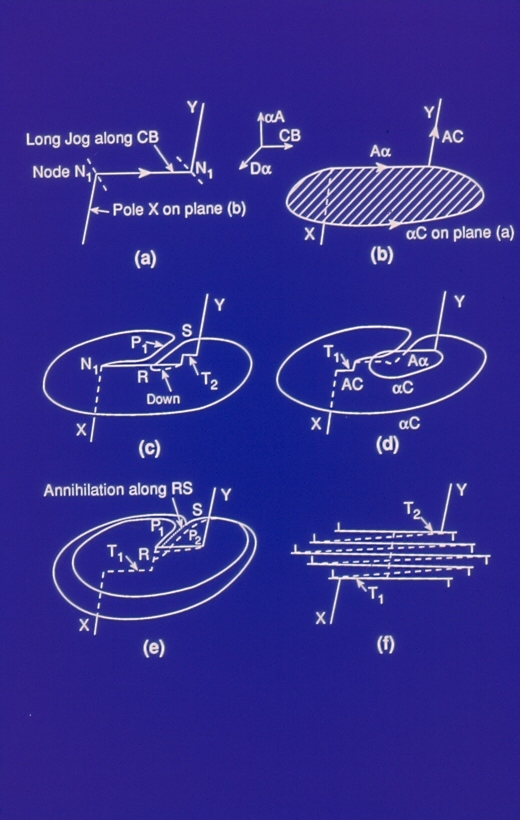 Y
αA
Long Jog along CB
CB
Node N₁
N₁
Dα
Pole X on plane (b)
(a)
Y
AC
Aα
X
αC on plane (a)
(b)
Y
S
P₁
N₁
R
T₂
Down
X
(c)
Y
T₁
Aα
AC
αC
X
αC
(d)
Annihilation along RS
Y
S
P₁
P₂
T₁
R
X
(e)
Y
T₂
T₁
X
(f)